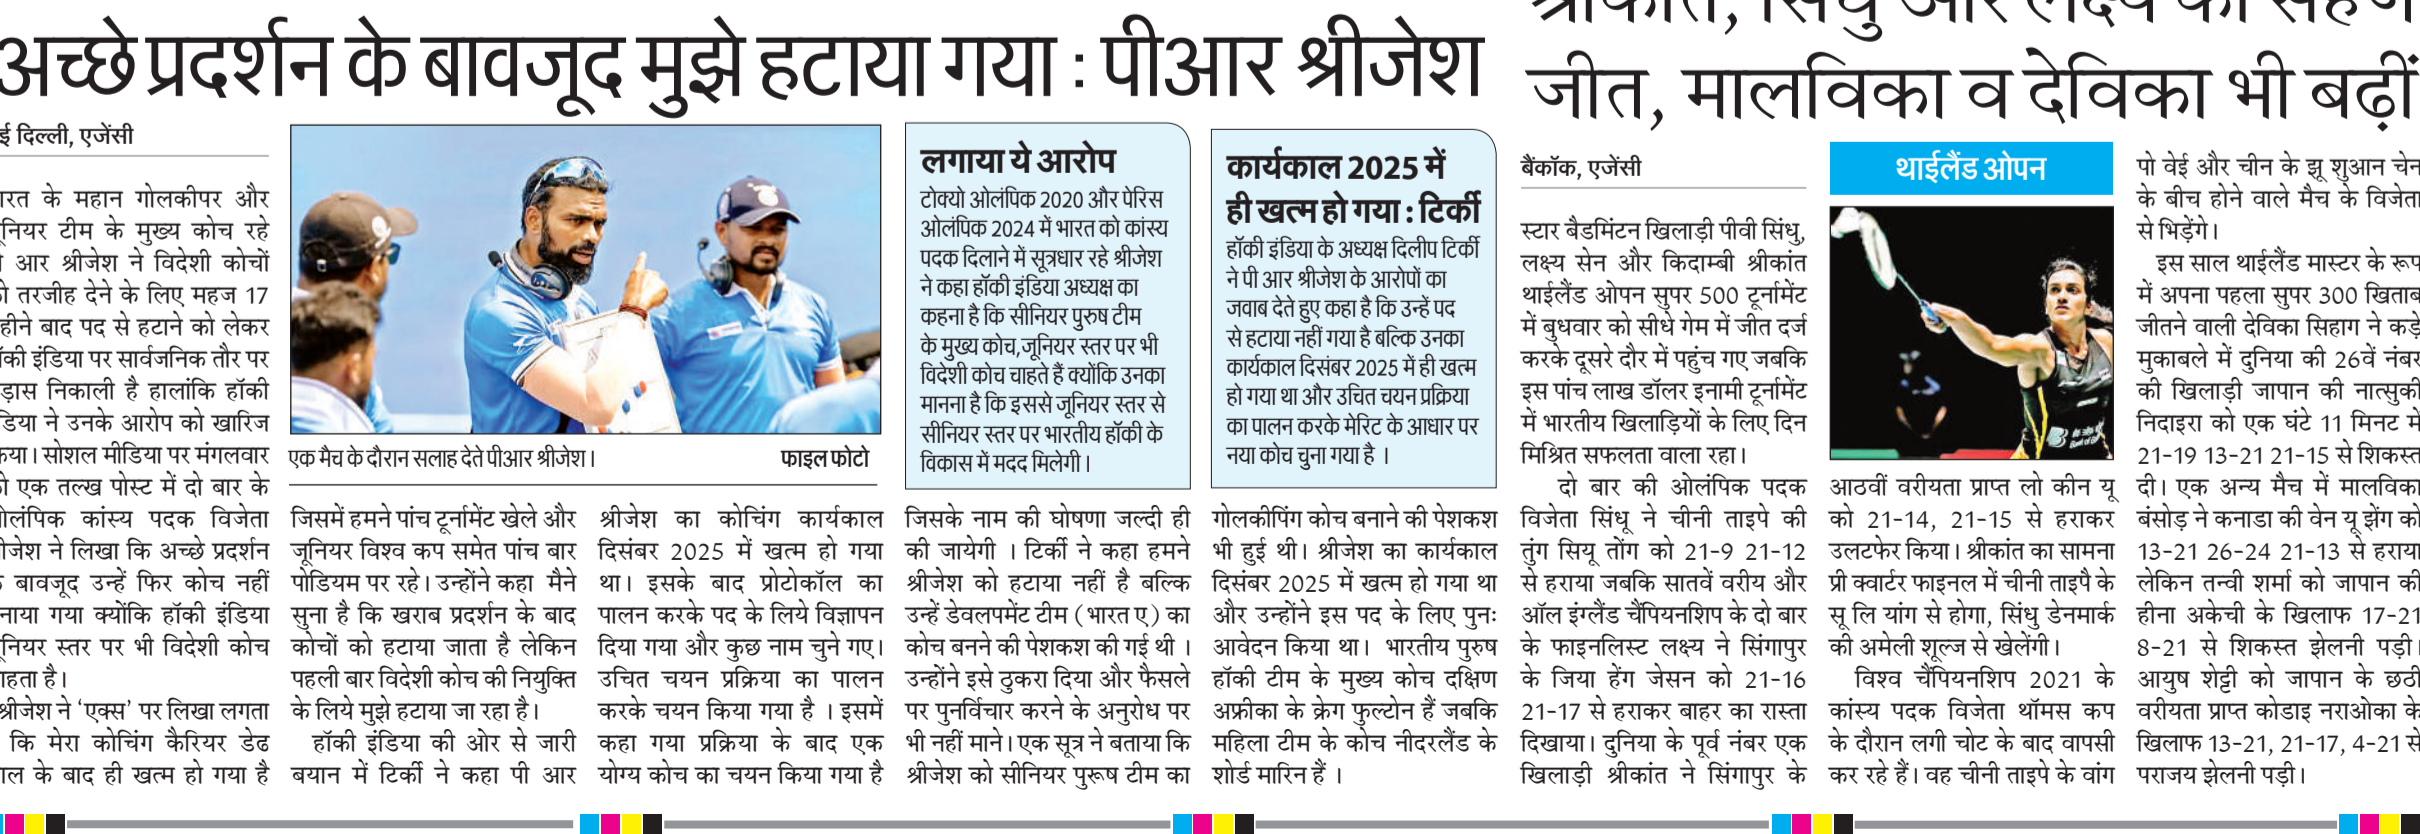 अच्छे प्रदर्शन के बावजूद मुझे हटाया गया : पीआर श्रीजेश
दिल्ली, एजेंसी
के महान गोलकीपर और
टीम के मुख्य कोच रहे
आर श्रीजेश ने विदेशी कोचों
तरजीह देने के लिए महज 17
बाद पद से हटाने को लेकर
इंडिया पर सार्वजनिक तौर पर
निकाली है हालांकि हॉकी
ने उनके आरोप को खारिज
सोशल मीडिया पर मंगलवार
एक तल्ख पोस्ट में दो बार के
कांस्य पदक विजेता
ने लिखा कि अच्छे प्रदर्शन
बावजूद उन्हें फिर कोच नहीं
गया क्योंकि हॉकी इंडिया
स्तर पर भी विदेशी कोच
है।
श्रीजेश ने ‘एक्स’ पर लिखा लगता
कि मेरा कोचिंग कैरियर डेढ
के बाद ही खत्म हो गया है
एक मैच के दौरान सलाह देते पीआर श्रीजेश। फाइल फोटो
जिसमें हमने पांच टूर्नामेंट खेले और
जूनियर विश्व कप समेत पांच बार
पोडियम पर रहे। उन्होंने कहा मैने
सुना है कि खराब प्रदर्शन के बाद
कोचों को हटाया जाता है लेकिन
पहली बार विदेशी कोच की नियुक्ति
के लिये मुझे हटाया जा रहा है।
हॉकी इंडिया की ओर से जारी
बयान में टिर्की ने कहा पी आर
श्रीजेश का कोचिंग कार्यकाल
दिसंबर 2025 में खत्म हो गया
था। इसके बाद प्रोटोकॉल का
पालन करके पद के लिये विज्ञापन
दिया गया और कुछ नाम चुने गए।
उचित चयन प्रक्रिया का पालन
करके चयन किया गया है । इसमें
कहा गया प्रक्रिया के बाद एक
योग्य कोच का चयन किया गया है
लगाया ये आरोप
टोक्यो ओलंपिक 2020 और पेरिस
ओलंपिक 2024 में भारत को कांस्य
पदक दिलाने में सूत्रधार रहे श्रीजेश
ने कहा हॉकी इंडिया अध्यक्ष का
कहना है कि सीनियर पुरुष टीम
के मुख्य कोच,जूनियर स्तर पर भी
विदेशी कोच चाहते हैं क्योंकि उनका
मानना है कि इससे जूनियर स्तर से
सीनियर स्तर पर भारतीय हॉकी के
विकास में मदद मिलेगी।
जिसके नाम की घोषणा जल्दी ही
की जायेगी । टिर्की ने कहा हमने
श्रीजेश को हटाया नहीं है बल्कि
उन्हें डेवलपमेंट टीम (भारत ए) का
कोच बनने की पेशकश की गई थी ।
उन्होंने इसे ठुकरा दिया और फैसले
पर पुनर्विचार करने के अनुरोध पर
भी नहीं माने। एक सूत्र ने बताया कि
श्रीजेश को सीनियर पुरूष टीम का
कार्यकाल 2025 में
ही खत्म हो गया : टिर्की
हॉकी इंडिया के अध्यक्ष दिलीप टिर्की
ने पी आर श्रीजेश के आरोपों का
जवाब देते हुए कहा है कि उन्हें पद
से हटाया नहीं गया है बल्कि उनका
कार्यकाल दिसंबर 2025 में ही खत्म
हो गया था और उचित चयन प्रक्रिया
का पालन करके मेरिट के आधार पर
नया कोच चुना गया है ।
गोलकीपिंग कोच बनाने की पेशकश
भी हुई थी। श्रीजेश का कार्यकाल
दिसंबर 2025 में खत्म हो गया था
और उन्होंने इस पद के लिए पुनः
आवेदन किया था। भारतीय पुरुष
हॉकी टीम के मुख्य कोच दक्षिण
अफ्रीका के क्रेग फुल्टोन हैं जबकि
महिला टीम के कोच नीदरलैंड के
शोर्ड मारिन हैं ।
श्रीकांत, सिंधु और लक्ष्य की सहज
जीत, मालविका व देविका भी बढ़ीं
बैंकॉक, एजेंसी
स्टार बैडमिंटन खिलाड़ी पीवी सिंधु,
लक्ष्य सेन और किदाम्बी श्रीकांत
थाईलैंड ओपन सुपर 500 टूर्नामेंट
में बुधवार को सीधे गेम में जीत दर्ज
करके दूसरे दौर में पहुंच गए जबकि
इस पांच लाख डॉलर इनामी टूर्नामेंट
में भारतीय खिलाड़ियों के लिए दिन
मिश्रित सफलता वाला रहा।
दो बार की ओलंपिक पदक
विजेता सिंधू ने चीनी ताइपे की
तुंग सियू तोंग को 21-9 21-12
से हराया जबकि सातवें वरीय और
ऑल इंग्लैंड चैंपियनशिप के दो बार
के फाइनलिस्ट लक्ष्य ने सिंगापुर
के जिया हेंग जेसन को 21-16
21-17 से हराकर बाहर का रास्ता
दिखाया। दुनिया के पूर्व नंबर एक
खिलाड़ी श्रीकांत ने सिंगापुर के
थाईलैंड ओपन
आठवीं वरीयता प्राप्त लो कीन यू
को 21-14, 21-15 से हराकर
उलटफेर किया। श्रीकांत का सामना
प्री क्वार्टर फाइनल में चीनी ताइपै के
सू लि यांग से होगा, सिंधु डेनमार्क
की अमेली शूल्ज से खेलेंगी।
विश्व चैंपियनशिप 2021 के
कांस्य पदक विजेता थॉमस कप
के दौरान लगी चोट के बाद वापसी
कर रहे हैं। वह चीनी ताइपे के वांग
पो वेई और चीन के झू शुआन चेन
के बीच होने वाले मैच के विजेता
से भिड़ेंगे।
इस साल थाईलैंड मास्टर के रूप
में अपना पहला सुपर 300 खिताब
जीतने वाली देविका सिहाग ने कड़े
मुकाबले में दुनिया की 26वें नंबर
की खिलाड़ी जापान की नात्सुकी
निदाइरा को एक घंटे 11 मिनट में
21-19 13-21 21-15 से शिकस्त
दी। एक अन्य मैच में मालविका
बंसोड़ ने कनाडा की वेन यू झेंग को
13-21 26-24 21-13 से हराया
लेकिन तन्वी शर्मा को जापान की
हीना अकेची के खिलाफ 17-21
8-21 से शिकस्त झेलनी पड़ी।
आयुष शेट्टी को जापान के छठी
वरीयता प्राप्त कोडाइ नराओका के
खिलाफ 13-21, 21-17, 4-21 से
पराजय झेलनी पड़ी।